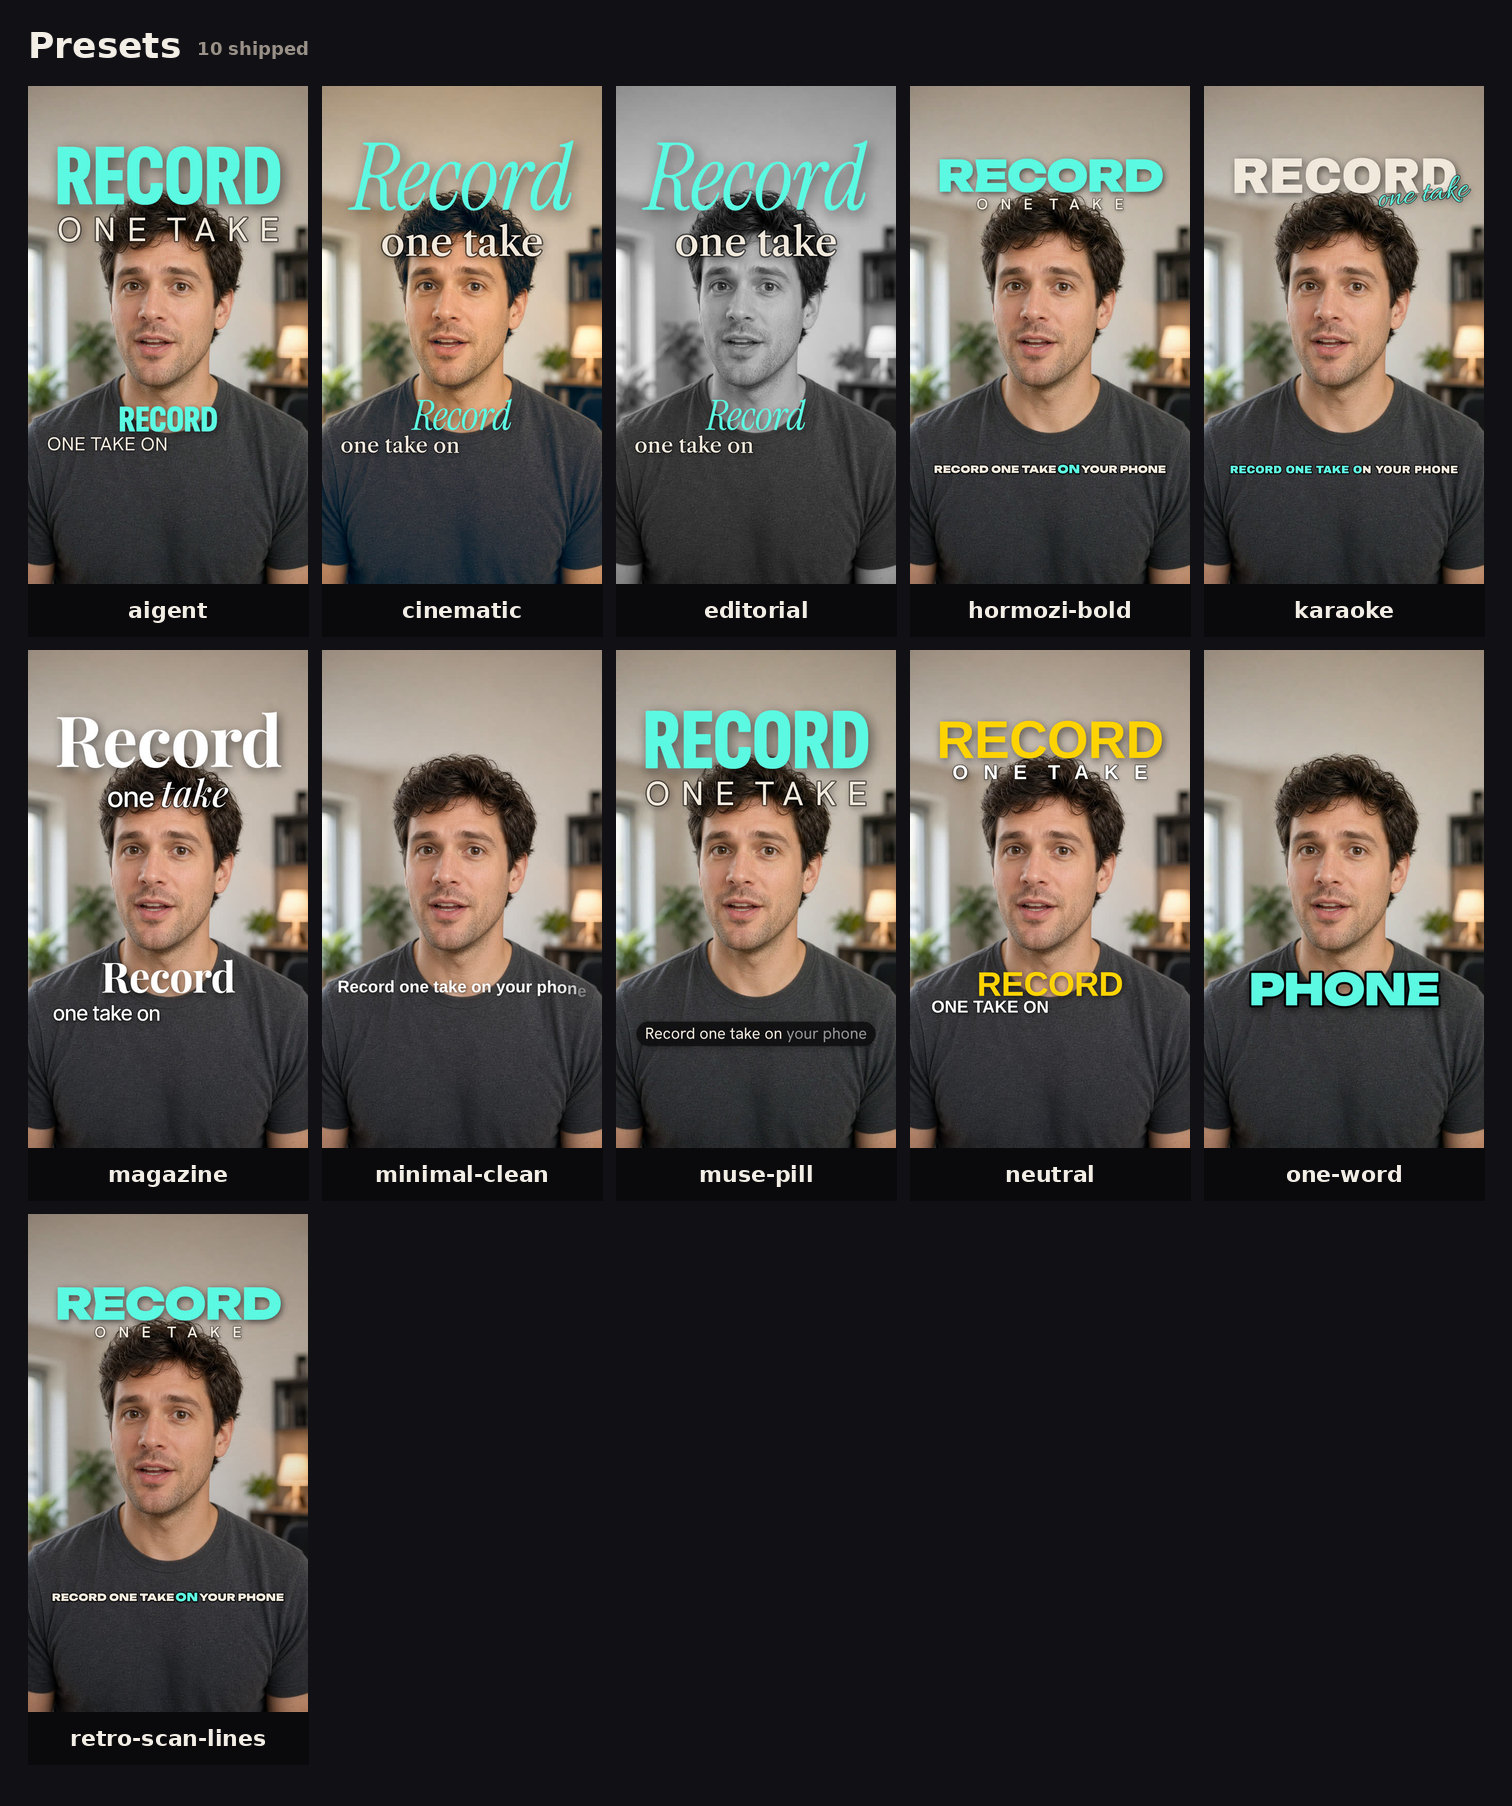 Presets 10 shipped
RECORD
ONE TAKE
RECORD
ONE TAKE ON
aigent
Record
one take
Record
one take on
cinematic
Record
one take
Record
one take on
editorial
RECORD
ONE TAKE
RECORD ONE TAKE ON YOUR PHONE
hormozi-bold
RECORD
one take
RECORD ONE TAKE ON YOUR PHONE
karaoke
Record
one take
Record
one take on
magazine
Record one take on your phone
minimal-clean
RECORD
ONE TAKE
Record one take on your phone
muse-pill
RECORD
ONE TAKE
RECORD
ONE TAKE ON
neutral
PHONE
one-word
RECORD
ONE TAKE
RECORD ONE TAKE ON YOUR PHONE
retro-scan-lines